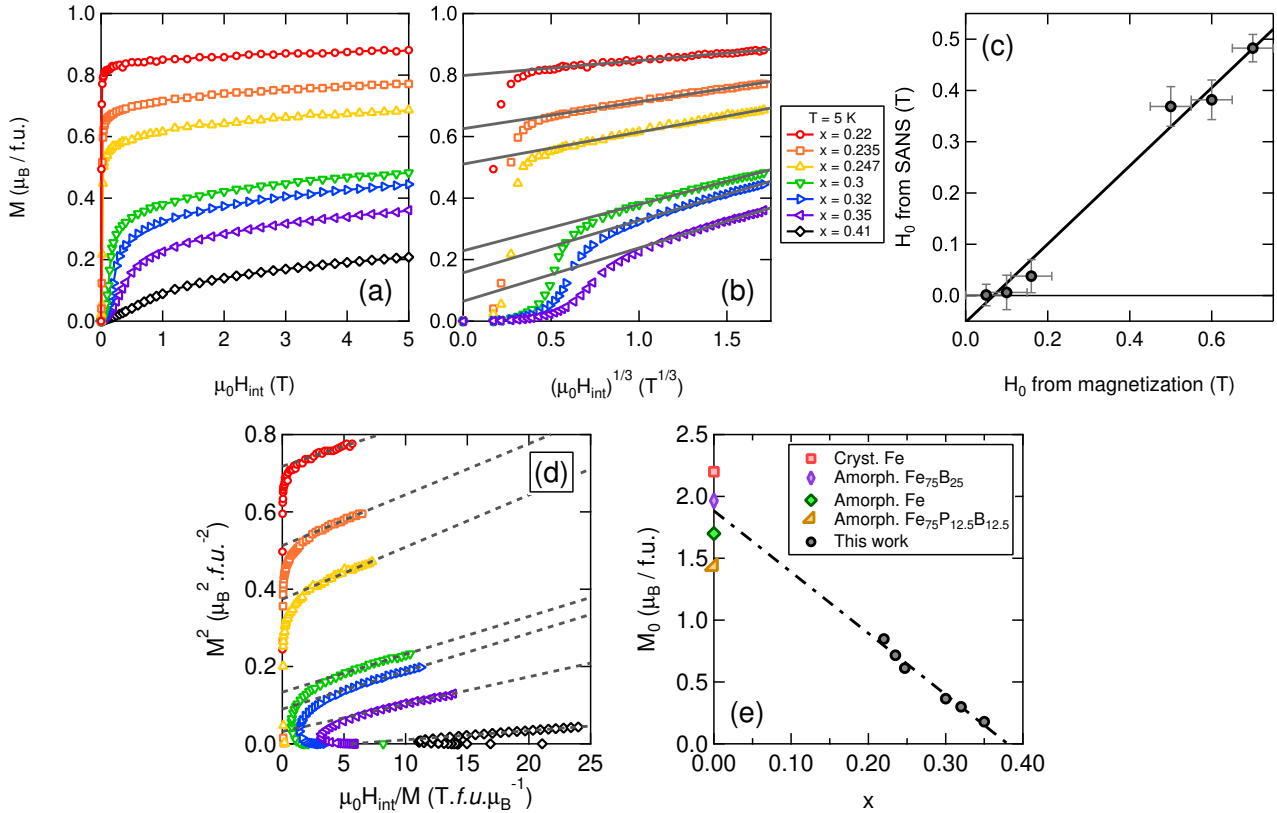 1.0
0.8
0.6
0.4
0.2
0.0
M (μB / f.u.)
0 1 2 3 4 5
μ0Hint (T)
(a)
1.0
0.8
0.6
0.4
0.2
0.0
0.0 0.5 1.0 1.5
(μ0Hint)1/3 (T1/3)
(b)
T = 5 K
x = 0.22
x = 0.235
x = 0.247
x = 0.3
x = 0.32
x = 0.35
x = 0.41
(c)
0.5
0.4
0.3
0.2
0.1
0.0
H0 from SANS (T)
0.0 0.2 0.4 0.6
H0 from magnetization (T)
0.8
0.6
0.4
0.2
0.0
M2 (μB2.f.u.-2)
0 5 10 15 20 25
μ0Hint/M (T.f.u.μB-1)
(d)
2.5
2.0
1.5
1.0
0.5
0.0
M0 (μB / f.u.)
Cryst. Fe
Amorph. Fe75B25
Amorph. Fe
Amorph. Fe75P12.5B12.5
This work
(e)
0.00 0.10 0.20 0.30 0.40
x